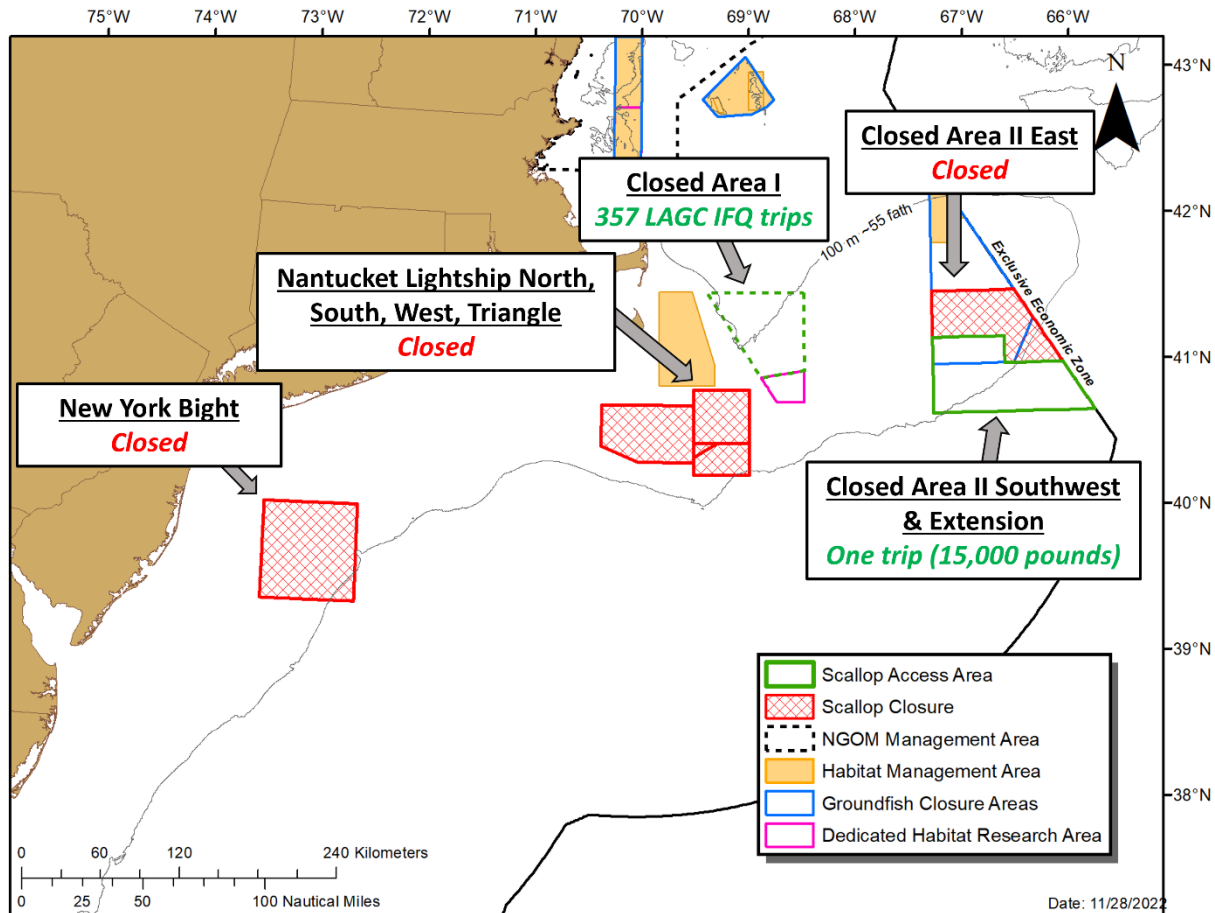 75°W 74°W 73°W 72°W 71°W 70°W 69°W 68°W 67°W 66°W
43°N
N
Closed Area II East
Closed
Closed Area I
357 LAGC IFQ trips
42°N
100 m ~55 fath
Exclusive Economic Zone
Nantucket Lightship North,
South, West, Triangle
Closed
41°N
New York Bight
Closed
Closed Area II Southwest
& Extension
One trip (15,000 pounds)
40°N
39°N
Scallop Access Area
Scallop Closure
NGOM Management Area
Habitat Management Area
Groundfish Closure Areas
Dedicated Habitat Research Area
38°N
0 60 120 240 Kilometers
0 25 50 100 Nautical Miles
Date: 11/28/2022